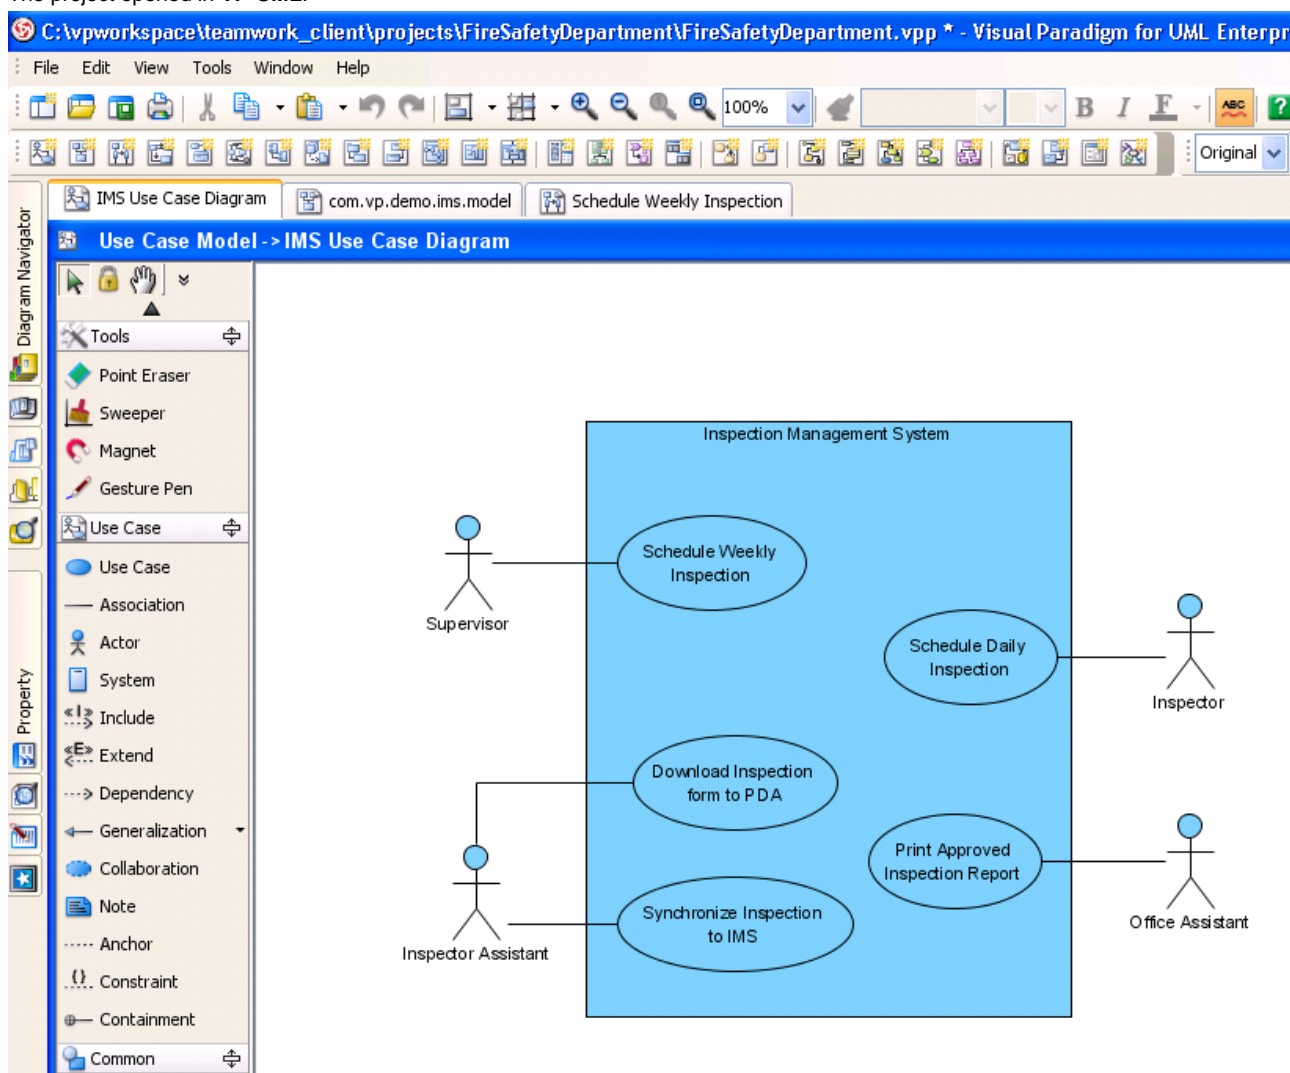 C:\vpworkspace\teamwork_client\projects\FireSafetyDepartment\FireSafetyDepartment.vpp * - Visual Paradigm for UML Enterpr
File Edit View Tools Window Help
100% B I F ABC ?
Original
IMS Use Case Diagram com.vp.demo.ims.model Schedule Weekly Inspection
Use Case Model->IMS Use Case Diagram
Diagram Navigator
Property
Tools
Point Eraser
Sweeper
Magnet
Gesture Pen
Use Case
Use Case
Association
Actor
System
«I» Include
«E» Extend
Dependency
Generalization
Collaboration
Note
Anchor
{} Constraint
Containment
Common
Inspection Management System
Schedule Weekly
Inspection
Supervisor
Schedule Daily
Inspection
Inspector
Download Inspection
form to PDA
Print Approved
Inspection Report
Synchronize Inspection
to IMS
Inspector Assistant
Office Assistant